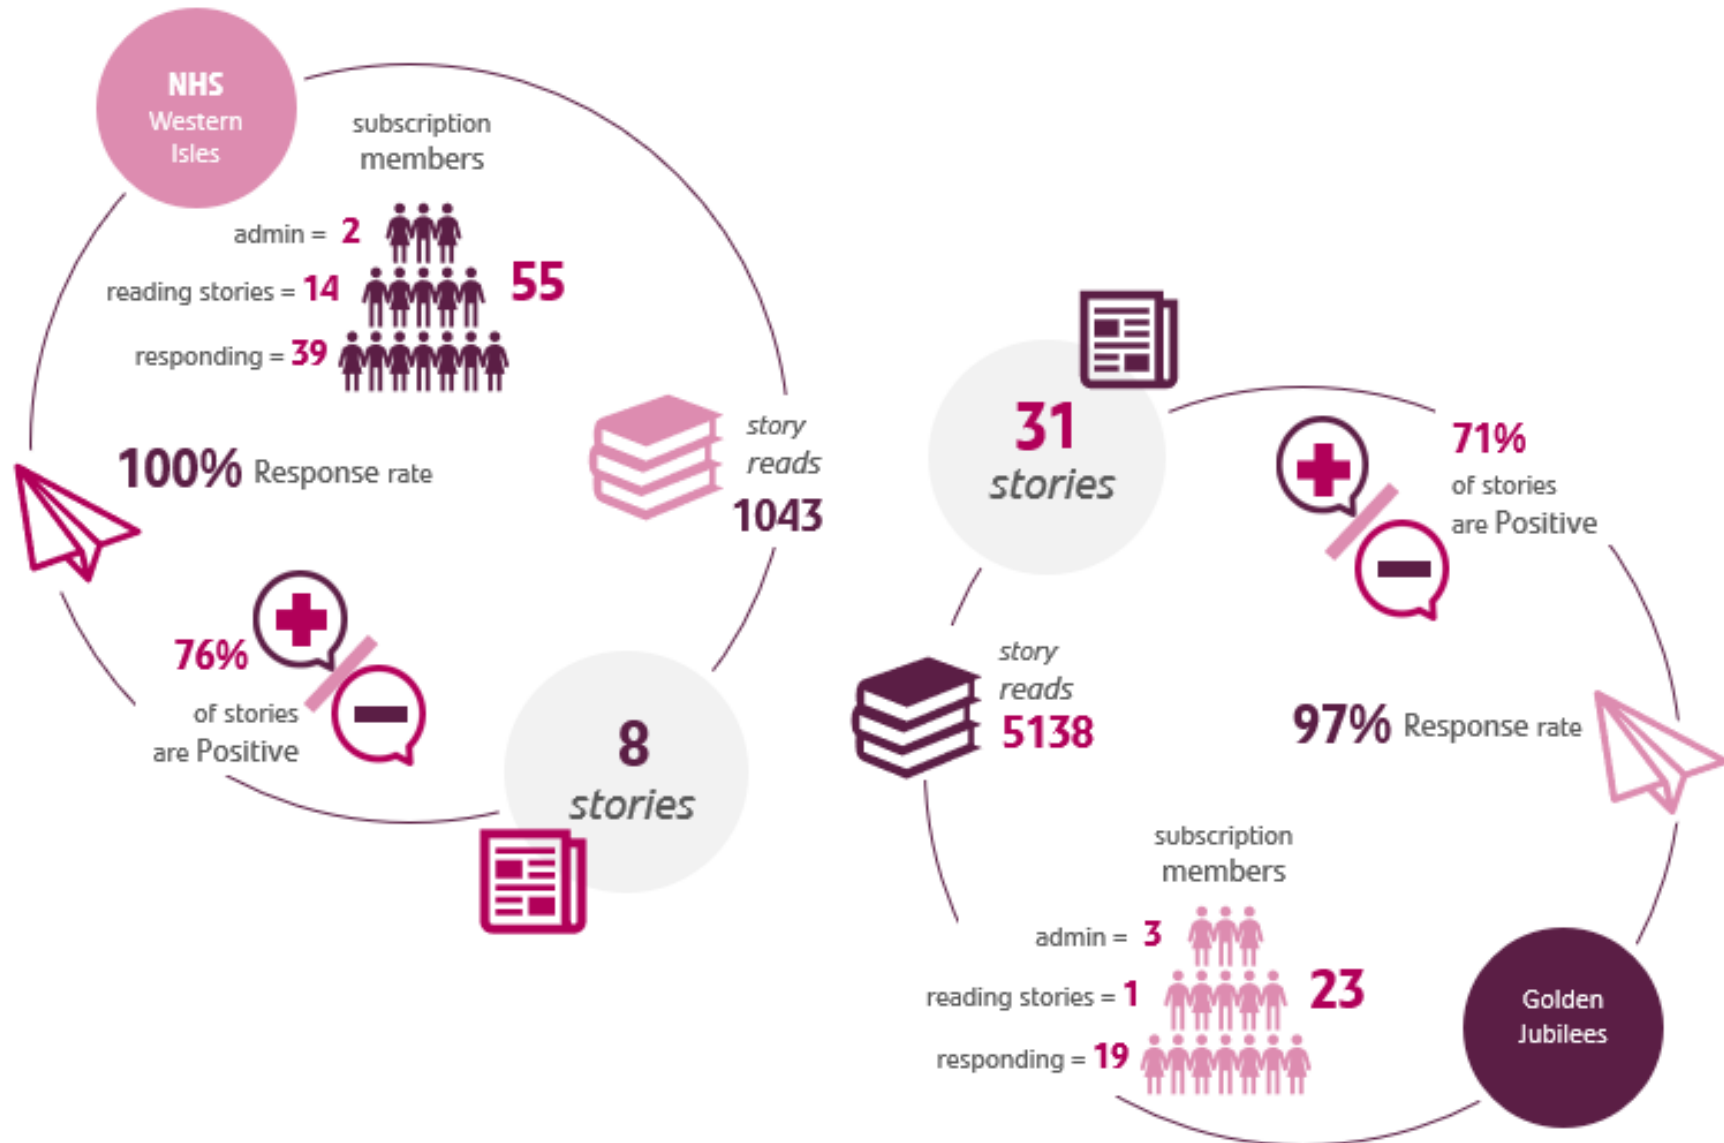 NHS
Western
Isles
subscription
members
admin = 2
reading stories = 14
55
responding = 39
100% Response rate
story
reads
1043
76%
of stories
are Positive
8
stories
31
stories
71%
of stories
are Positive
story
reads
5138
97% Response rate
subscription
members
admin = 3
reading stories = 1
23
responding = 19
Golden
Jubilees